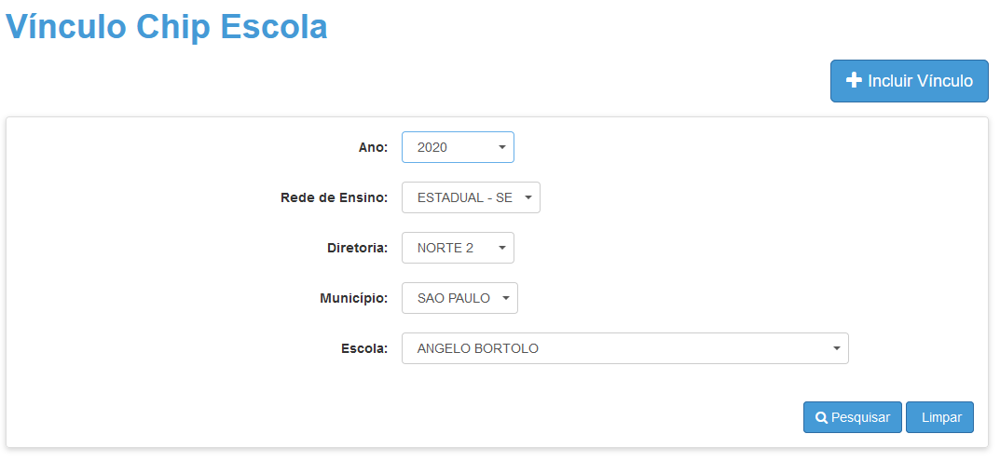 Vínculo Chip Escola
Incluir Vínculo
Ano: 2020
Rede de Ensino: ESTADUAL - SE
Diretoria: NORTE 2
Município: SAO PAULO
Escola: ANGELO BORTOLO
Pesquisar Limpar